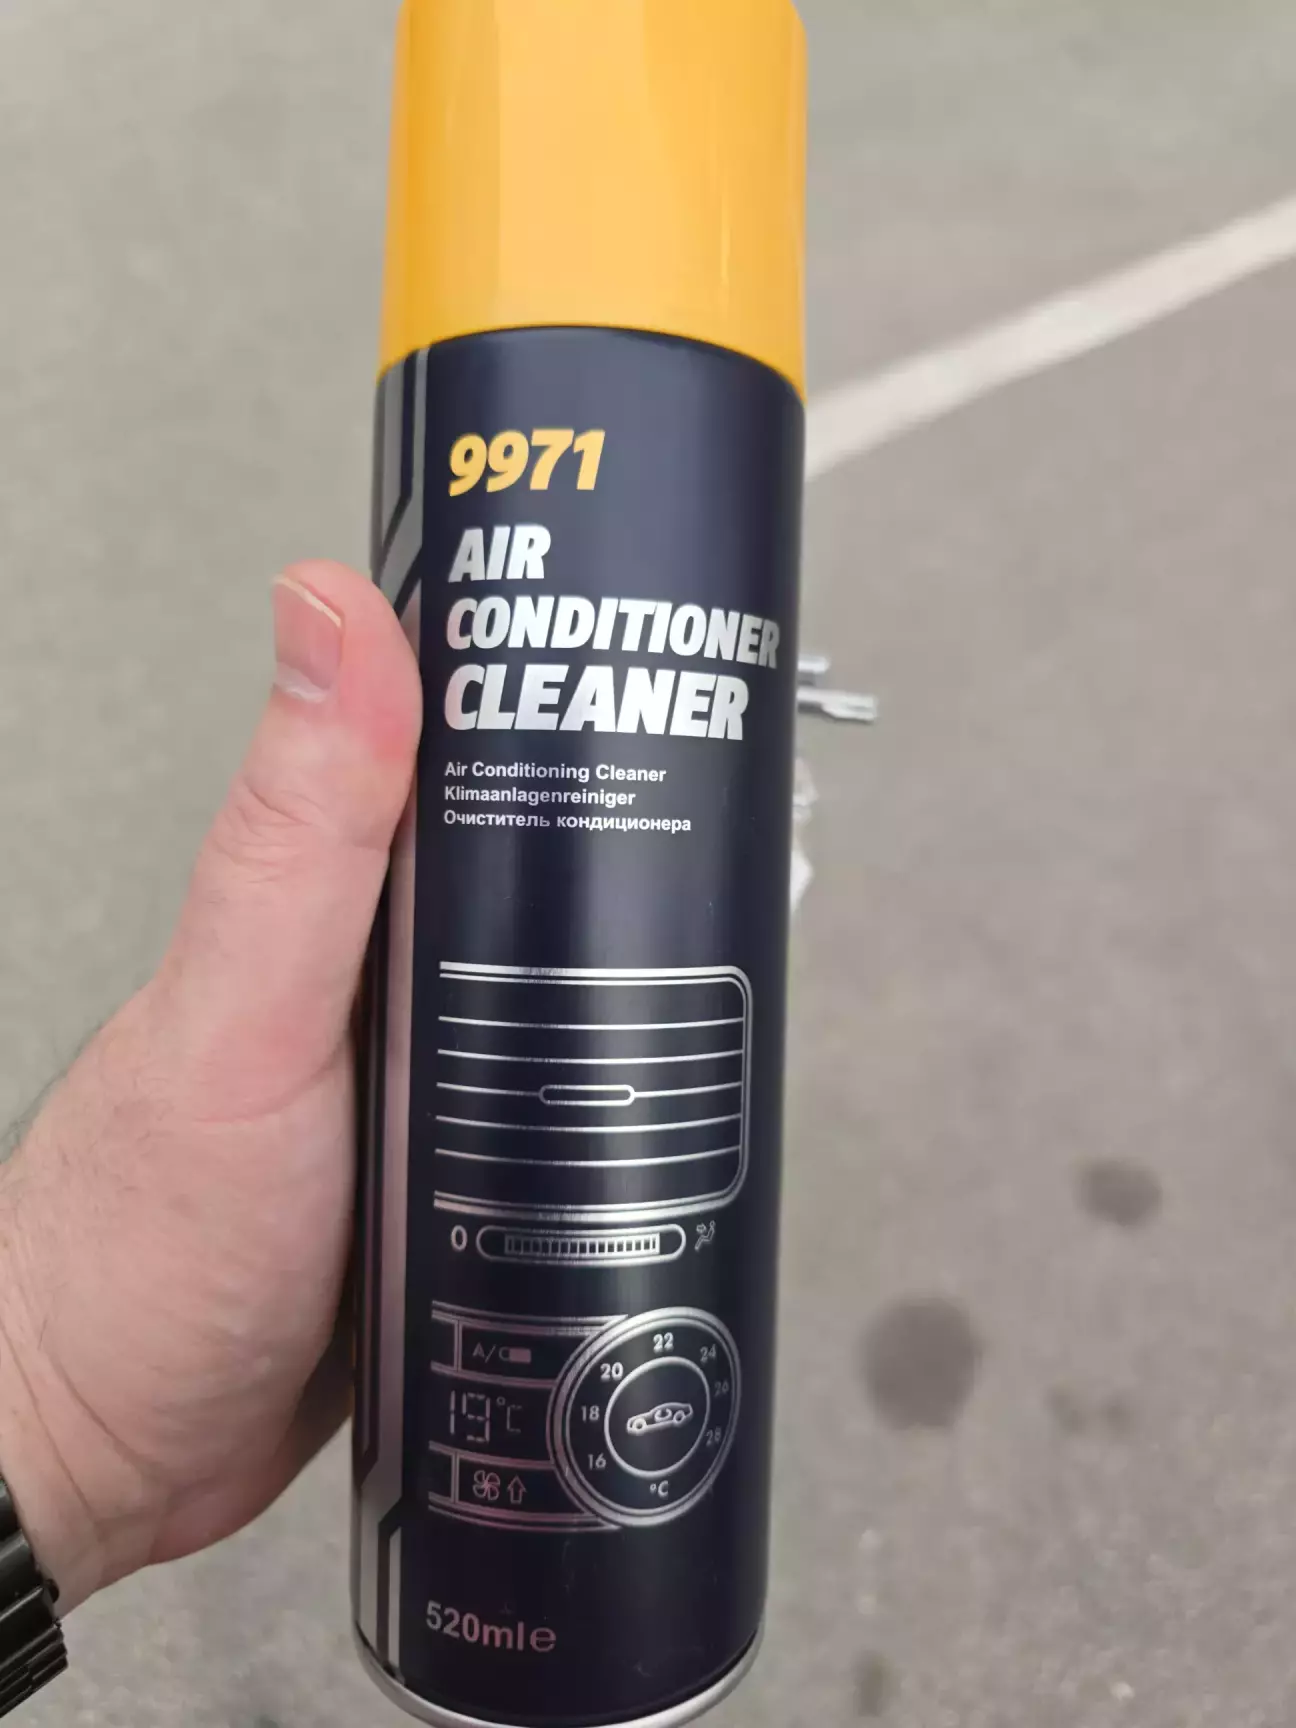 9971
AIR
CONDITIONER
CLEANER
Air Conditioning Cleaner
Klimaanlagenreiniger
Очиститель кондиционера
0
A/C
19°C
16
18
20
22
24
26
28
°C
520ml e